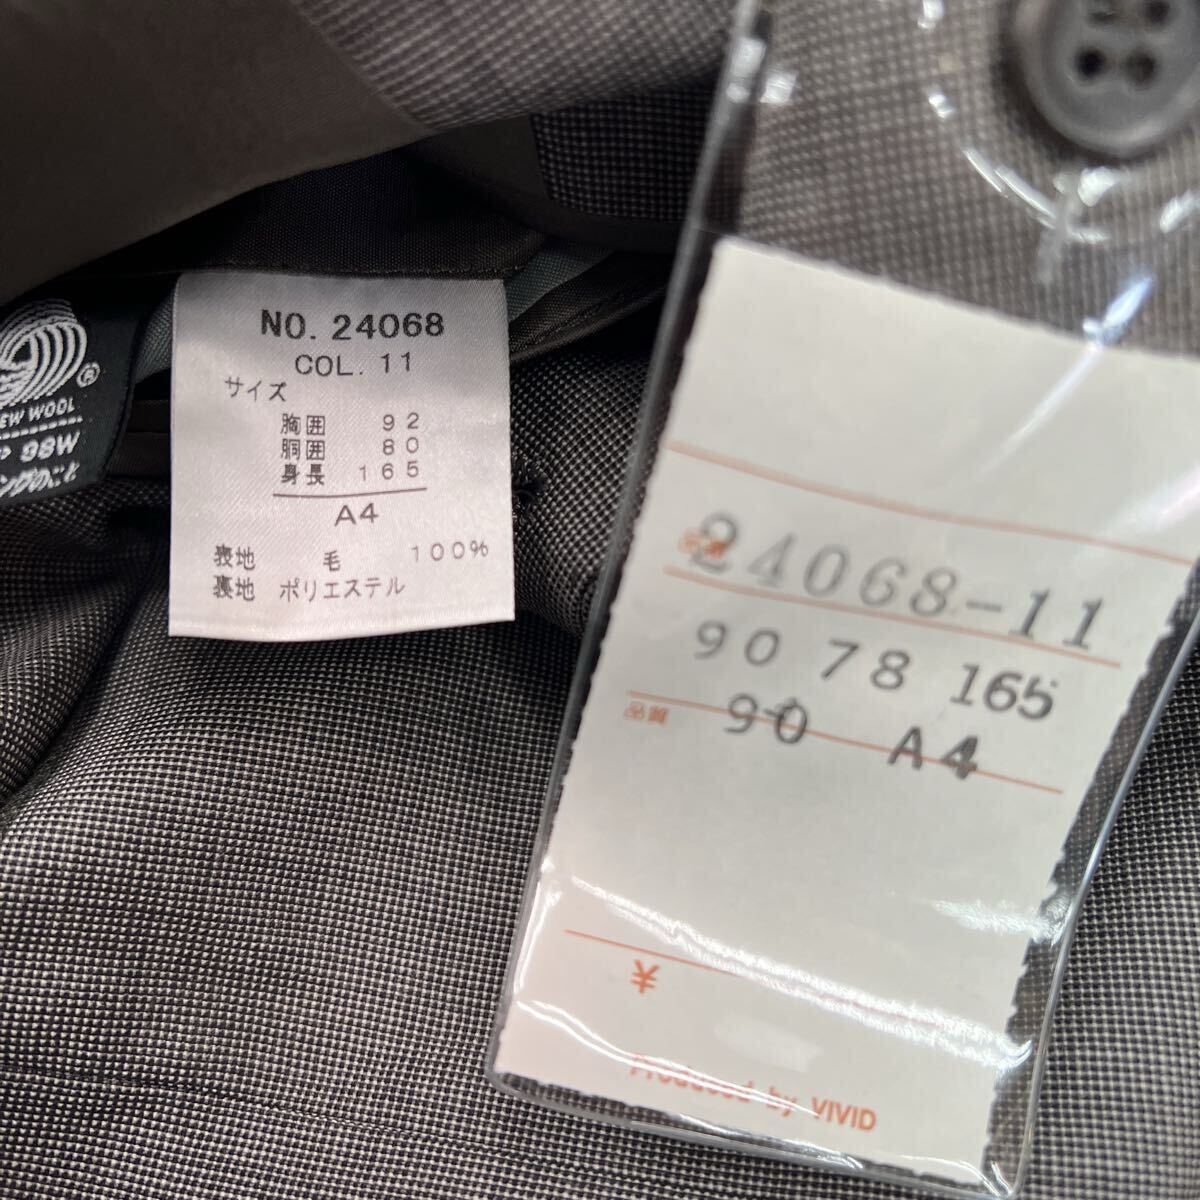 NO. 24068
COL. 11
サイズ
胸囲 92
胴囲 80
身長 165
A4
表地 毛 100%
裏地 ポリエステル
®
EW WOOL
98W
ングのこと
24068-11
90 78 165
品質 90 A4
¥
Produced by VIVID